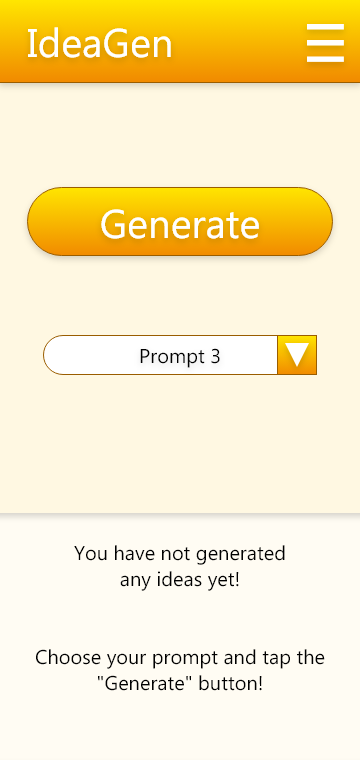 IdeaGen
Generate
Prompt 3
You have not generated
any ideas yet!
Choose your prompt and tap the
"Generate" button!